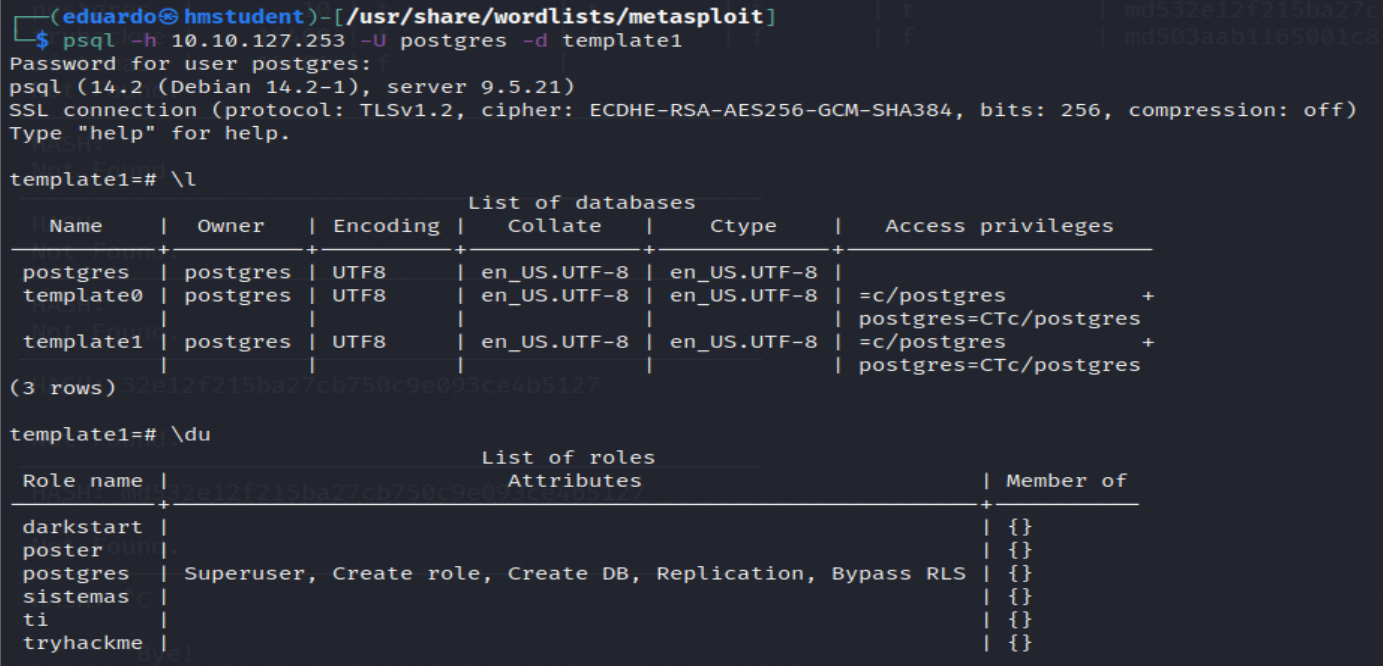 ┌──(eduardo㉿hmstudent)-[/usr/share/wordlists/metasploit]
└─$ psql -h 10.10.127.253 -U postgres -d template1
Password for user postgres:
psql (14.2 (Debian 14.2-1), server 9.5.21)
SSL connection (protocol: TLSv1.2, cipher: ECDHE-RSA-AES256-GCM-SHA384, bits: 256, compression: off)
Type "help" for help.

template1=# \l
List of databases
Name | Owner | Encoding | Collate | Ctype | Access privileges
postgres | postgres | UTF8 | en_US.UTF-8 | en_US.UTF-8 |
template0 | postgres | UTF8 | en_US.UTF-8 | en_US.UTF-8 | =c/postgres +
| | | | | postgres=CTc/postgres
template1 | postgres | UTF8 | en_US.UTF-8 | en_US.UTF-8 | =c/postgres +
| | | | | postgres=CTc/postgres
(3 rows)

template1=# \du
List of roles
Role name | Attributes | Member of
darkstart | | {}
poster | | {}
postgres | Superuser, Create role, Create DB, Replication, Bypass RLS | {}
sistemas | | {}
ti | | {}
tryhackme | | {}